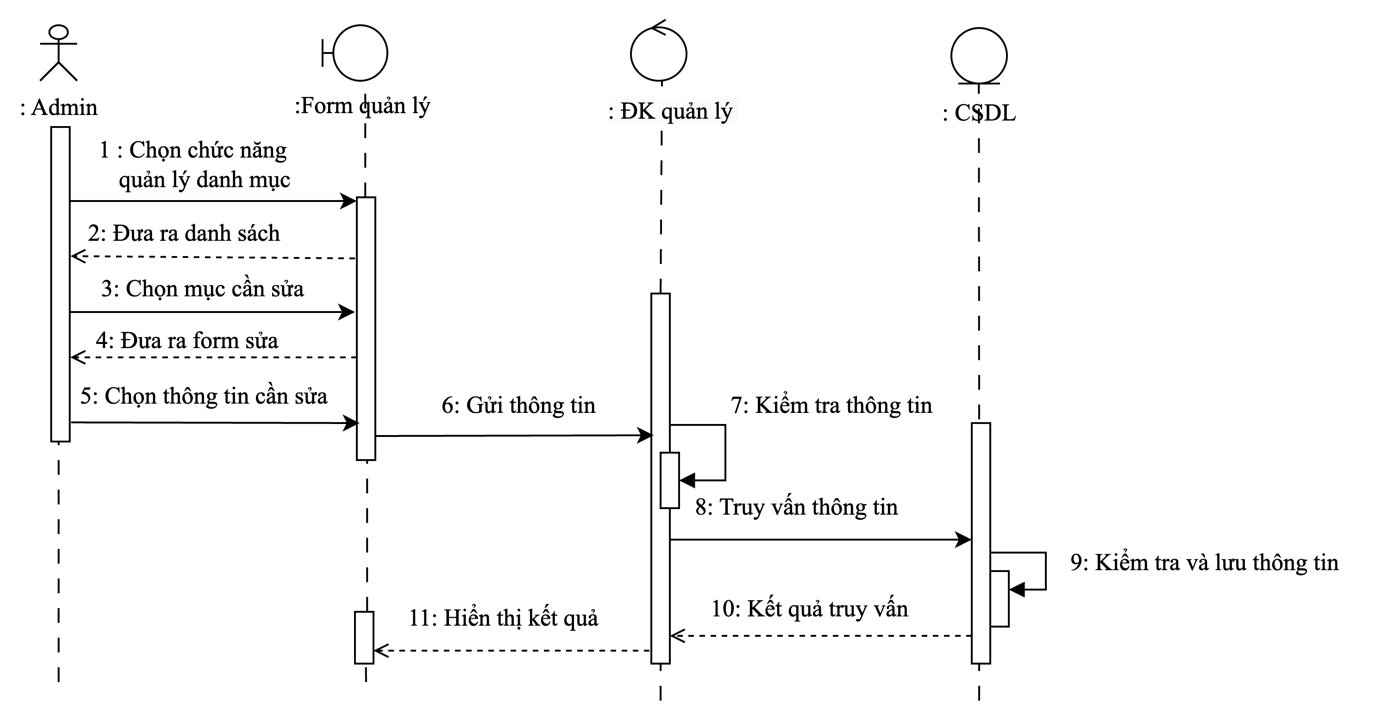 : Admin
:Form quản lý
: ĐK quản lý
: CSDL
1 : Chọn chức năng
quản lý danh mục
2: Đưa ra danh sách
3: Chọn mục cần sửa
4: Đưa ra form sửa
5: Chọn thông tin cần sửa
6: Gửi thông tin
7: Kiểm tra thông tin
8: Truy vấn thông tin
9: Kiểm tra và lưu thông tin
10: Kết quả truy vấn
11: Hiển thị kết quả